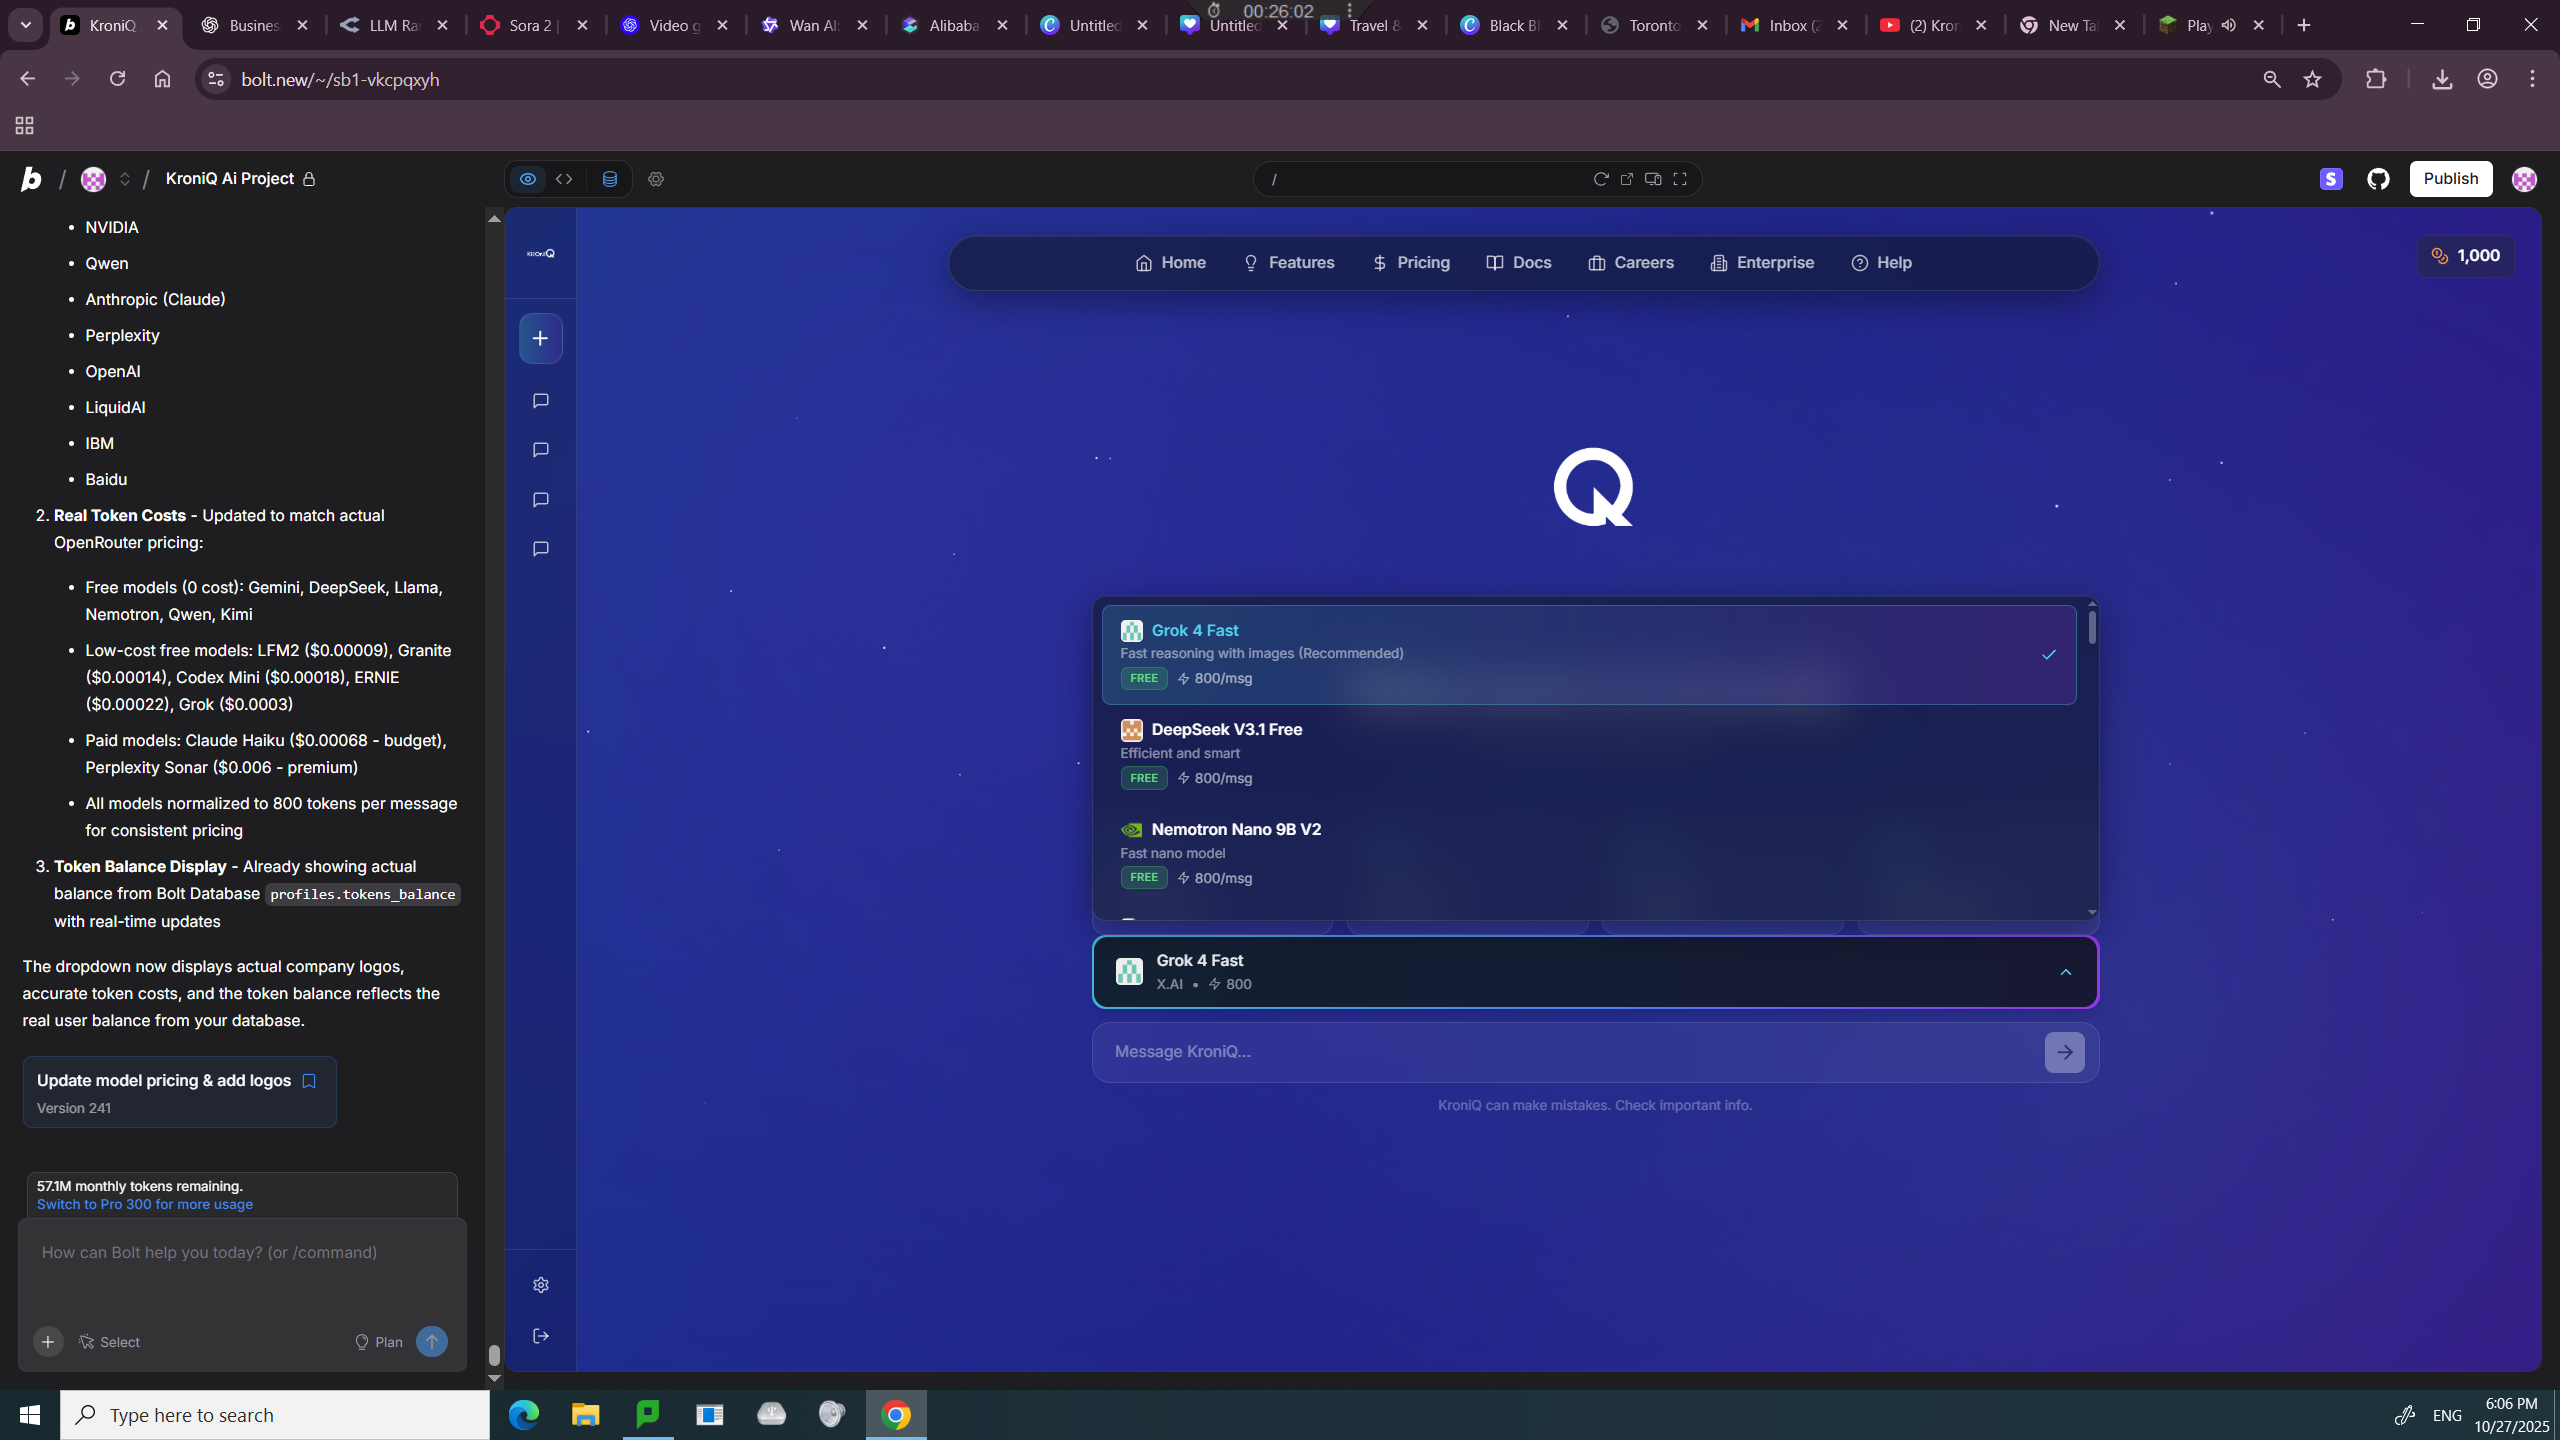 00:26:02
KroniQ
Busines
LLM Ra
Sora 2 |
Video g
Wan AI:
Alibaba
Untitled
Untitled
Travel &
Black Bl
Toronto
Inbox (2
(2) Kron
New Ta
Play
bolt.new/~/sb1-vkcpqxyh
b / / KroniQ Ai Project
/
S
Publish
• NVIDIA
• Qwen
• Anthropic (Claude)
• Perplexity
• OpenAI
• LiquidAI
• IBM
• Baidu
2. Real Token Costs - Updated to match actual
OpenRouter pricing:
• Free models (0 cost): Gemini, DeepSeek, Llama,
Nemotron, Qwen, Kimi
• Low-cost free models: LFM2 ($0.00009), Granite
($0.00014), Codex Mini ($0.00018), ERNIE
($0.00022), Grok ($0.0003)
• Paid models: Claude Haiku ($0.00068 - budget),
Perplexity Sonar ($0.006 - premium)
• All models normalized to 800 tokens per message
for consistent pricing
3. Token Balance Display - Already showing actual
balance from Bolt Database profiles.tokens_balance
with real-time updates
The dropdown now displays actual company logos,
accurate token costs, and the token balance reflects the
real user balance from your database.
Update model pricing & add logos
Version 241
57.1M monthly tokens remaining.
Switch to Pro 300 for more usage
How can Bolt help you today? (or /command)
Select
Plan
KRONIQ
Home
Features
Pricing
Docs
Careers
Enterprise
Help
1,000
Q
Grok 4 Fast
Fast reasoning with images (Recommended)
FREE 800/msg
DeepSeek V3.1 Free
Efficient and smart
FREE 800/msg
Nemotron Nano 9B V2
Fast nano model
FREE 800/msg
Grok 4 Fast
X.AI • 800
Message KroniQ...
KroniQ can make mistakes. Check important info.
Type here to search
ENG
6:06 PM
10/27/2025